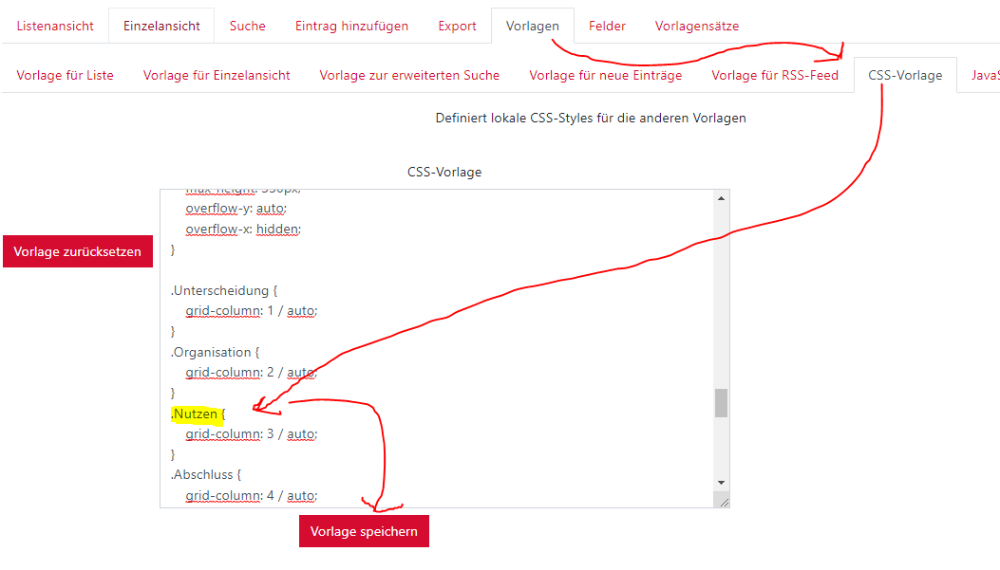 Listenansicht Einzelansicht Suche Eintrag hinzufügen Export Vorlagen Felder Vorlagensätze
Vorlage für Liste Vorlage für Einzelansicht Vorlage zur erweiterten Suche Vorlage für neue Einträge Vorlage für RSS-Feed CSS-Vorlage JavaS
Definiert lokale CSS-Styles für die anderen Vorlagen
CSS-Vorlage
max-height: 550px;
overflow-y: auto;
overflow-x: hidden;
}
Vorlage zurücksetzen
.Unterscheidung {
grid-column: 1 / auto;
}
.Organisation {
grid-column: 2 / auto;
}
.Nutzen {
grid-column: 3 / auto;
}
.Abschluss {
grid-column: 4 / auto;
Vorlage speichern